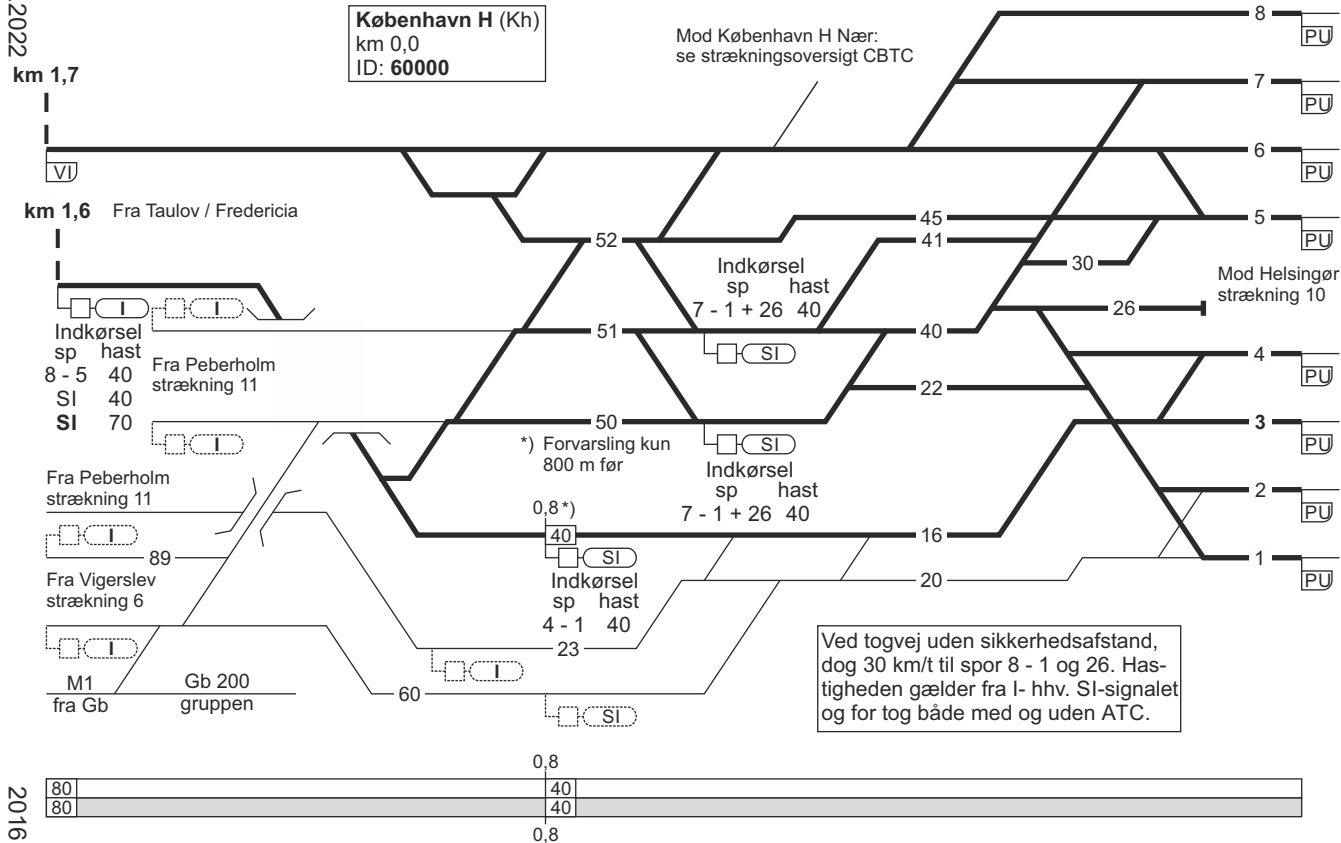 .2022
København H (Kh)
km 0,0
ID: 60000
Mod København H Nær:
se strækningsoversigt CBTC
8
PU
km 1,7
7
PU
VI
6
PU
km 1,6 Fra Taulov / Fredericia
45
5
PU
52
41
30
Mod Helsingør
strækning 10
I
I
Indkørsel
sp hast
8 - 5 40
SI 40
SI 70
Fra Peberholm
strækning 11
I
Indkørsel
sp hast
7 - 1 + 26 40
51
40
26
SI
4
PU
22
50
3
PU
*) Forvarsling kun
800 m før
SI
Indkørsel
sp hast
7 - 1 + 26 40
Fra Peberholm
strækning 11
I
2
PU
0,8 *)
40
SI
16
89
Indkørsel
sp hast
4 - 1 40
20
1
PU
Fra Vigerslev
strækning 6
I
23
I
M1
fra Gb
Gb 200
gruppen
60
SI
Ved togvej uden sikkerhedsafstand,
dog 30 km/t til spor 8 - 1 og 26. Has-
tigheden gælder fra I- hhv. SI-signalet
og for tog både med og uden ATC.
0,8
80 40
80 40
0,8
2016